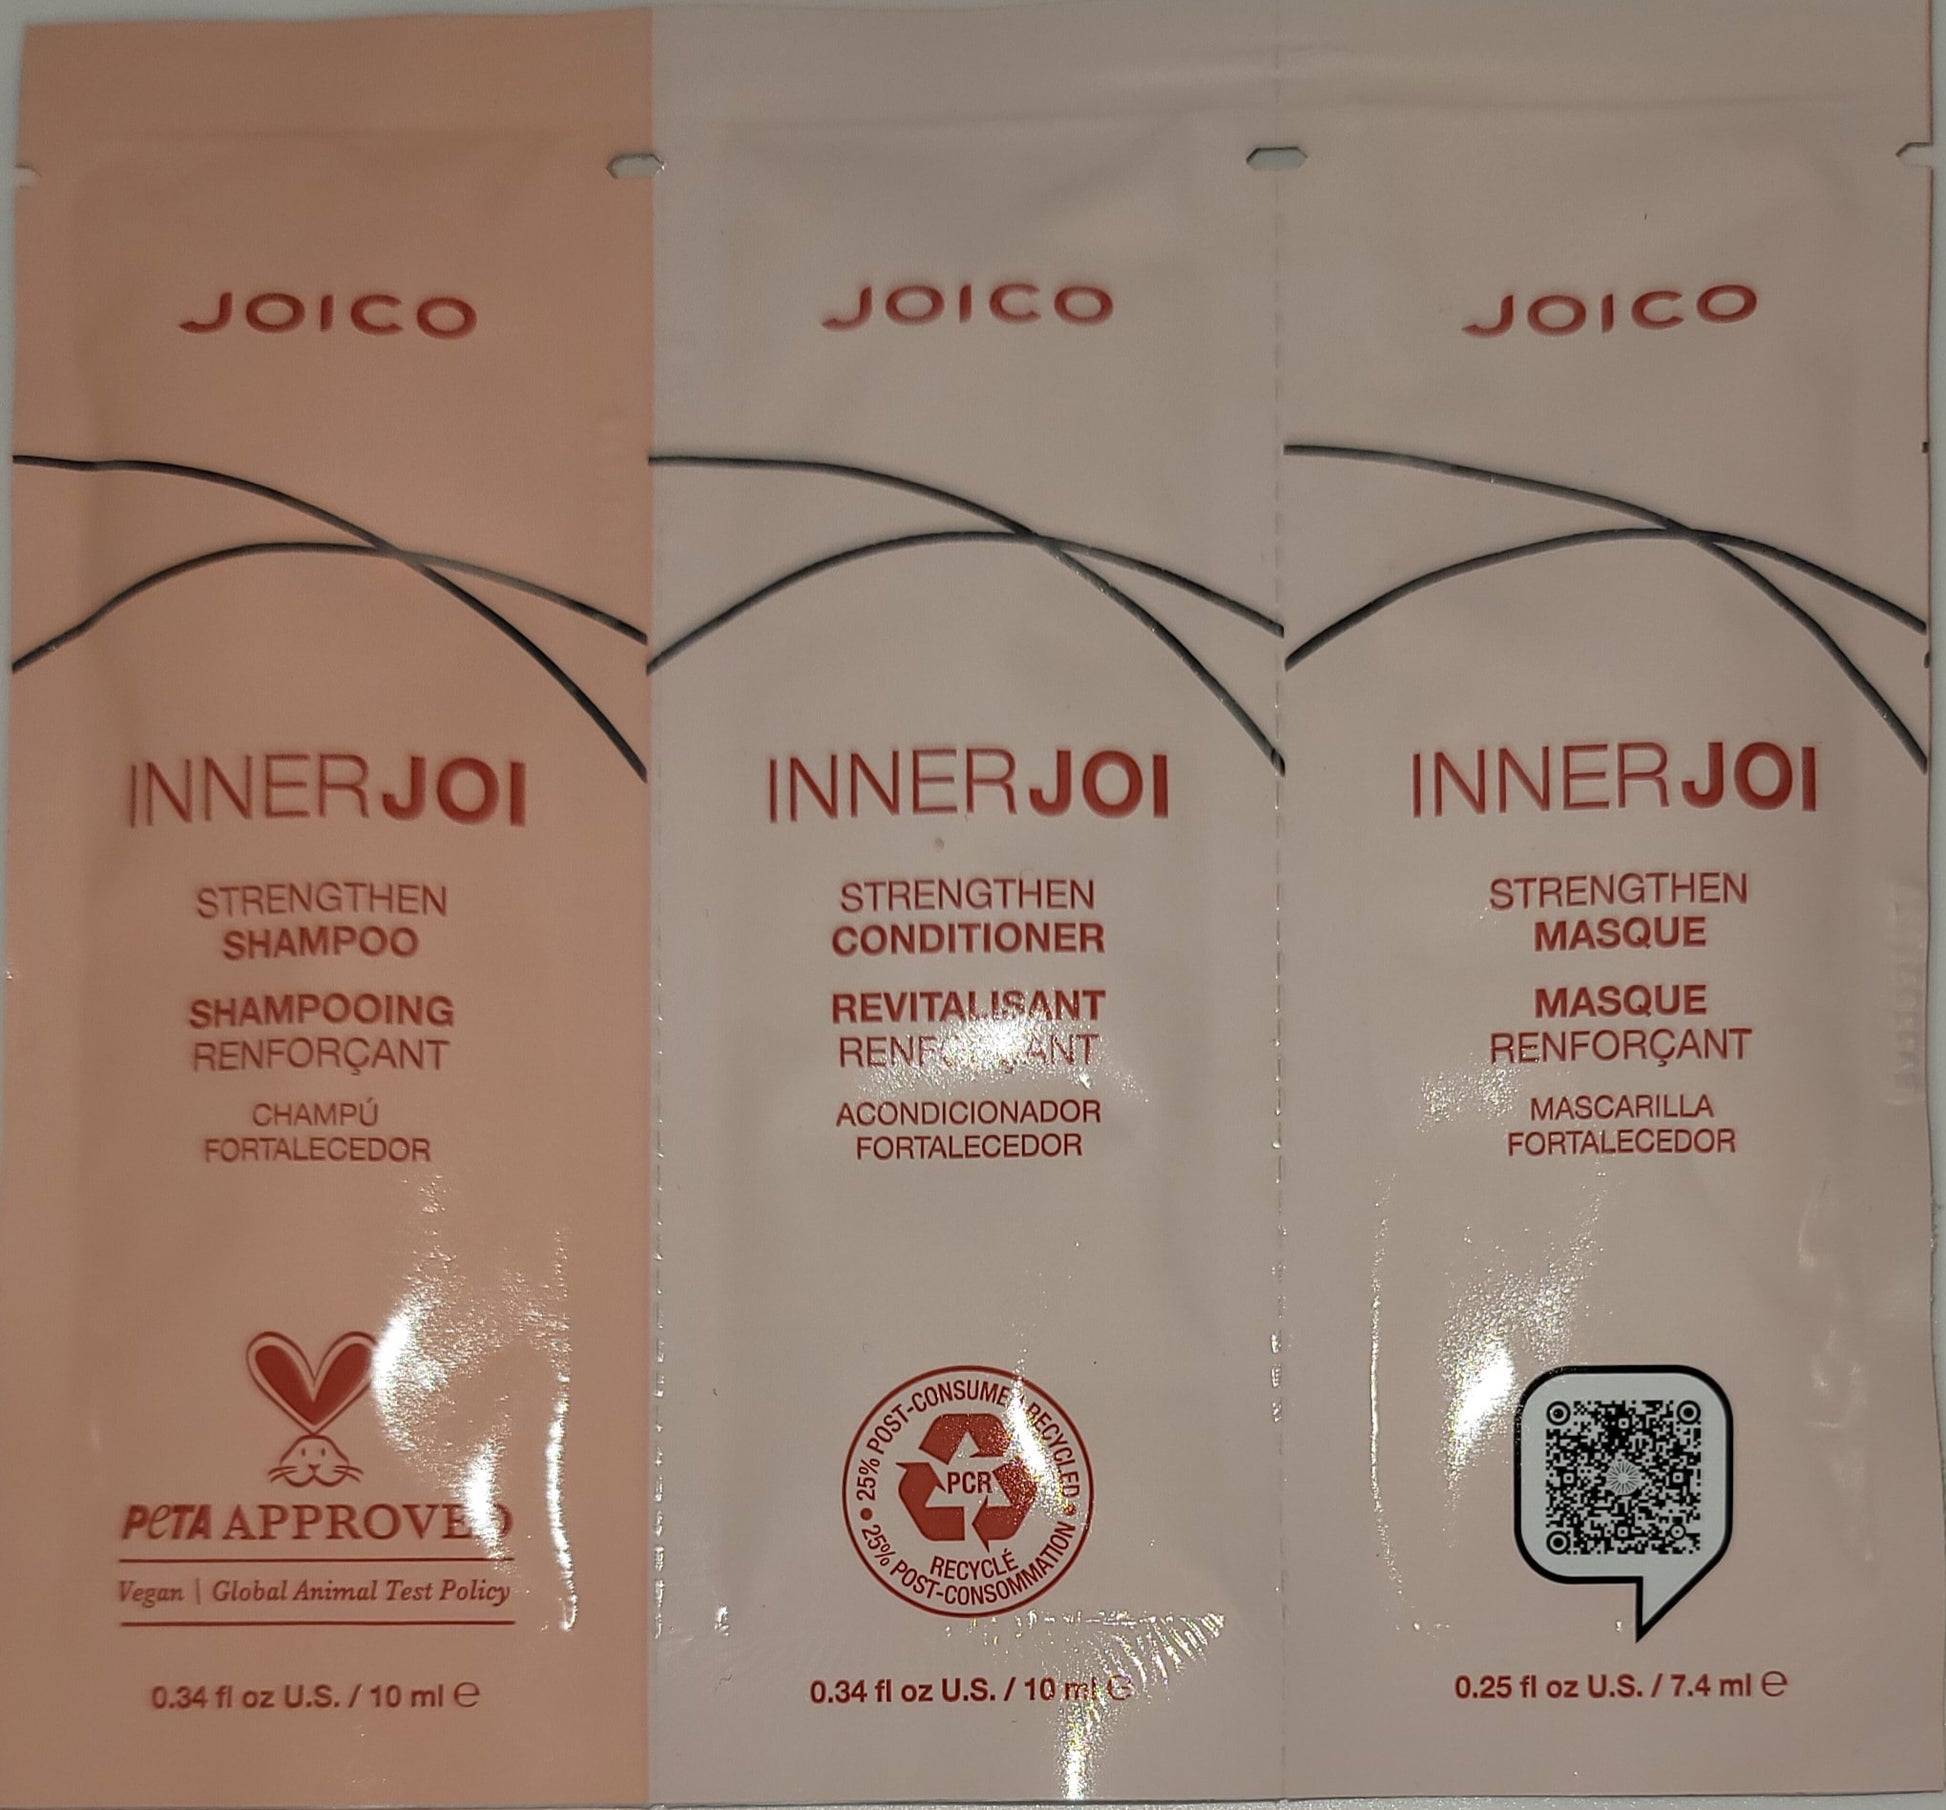 JOICO
INNERJOI
STRENGTHEN
SHAMPOO
SHAMPOOING
RENFORÇANT
CHAMPÚ
FORTALECEDOR
PeTA APPROVED
Vegan | Global Animal Test Policy
0.34 fl oz U.S. / 10 ml ℮
JOICO
INNERJOI
STRENGTHEN
CONDITIONER
REVITALISANT
RENFORÇANT
ACONDICIONADOR
FORTALECEDOR
25% POST-CONSUMER RECYCLED
PCR
RECYCLÉ
25% POST-CONSOMMATION
0.34 fl oz U.S. / 10 ml ℮
JOICO
INNERJOI
STRENGTHEN
MASQUE
MASQUE
RENFORÇANT
MASCARILLA
FORTALECEDOR
0.25 fl oz U.S. / 7.4 ml ℮